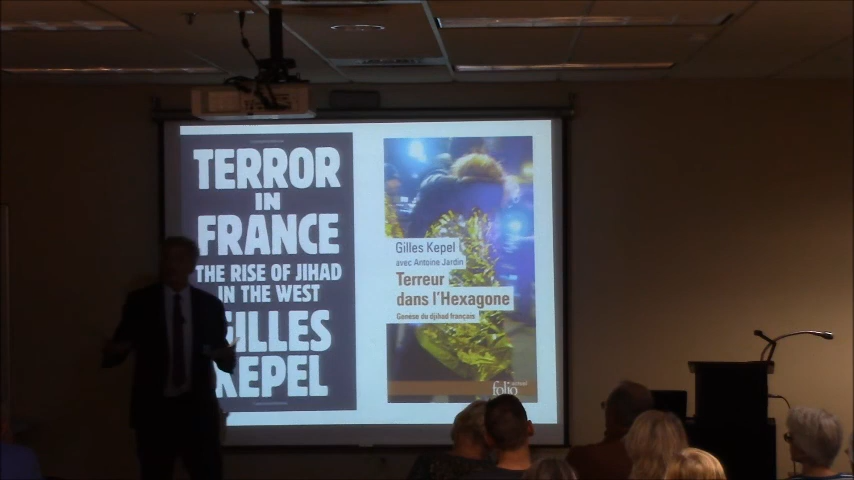 TERROR
IN
FRANCE
THE RISE OF JIHAD
IN THE WEST
GILLES
KEPEL
Gilles Kepel
avec Antoine Jardin
Terreur
dans l'Hexagone
Genèse du djihad français
folio